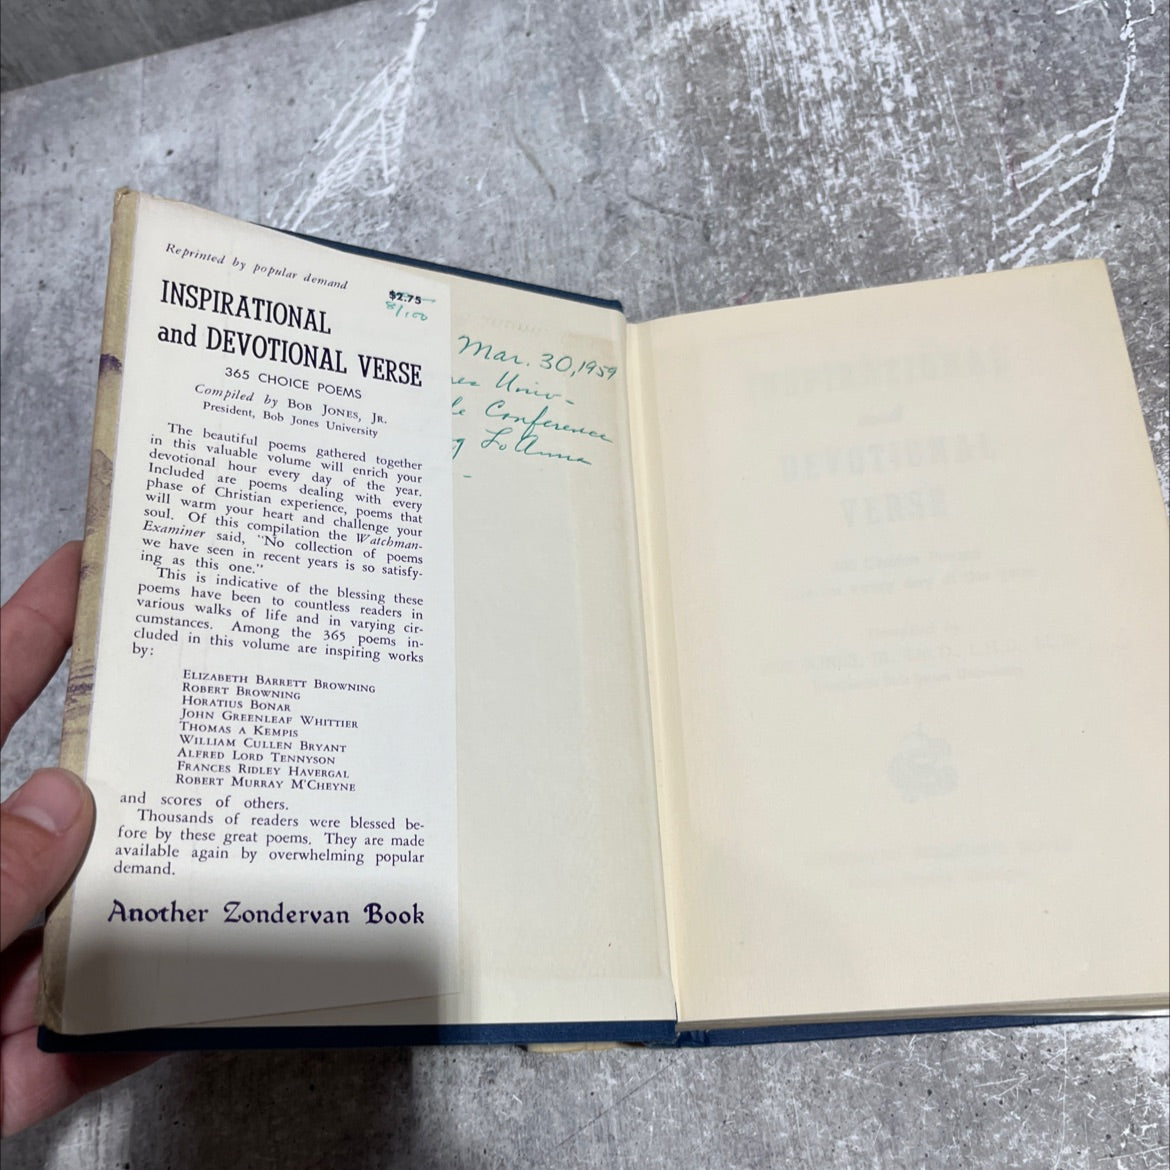 Reprinted by popular demand
$2.75
INSPIRATIONAL
and DEVOTIONAL VERSE
365 CHOICE POEMS
Compiled by BOB JONES, JR.
President, Bob Jones University
The beautiful poems gathered together
in this valuable volume will enrich your
devotional hour every day of the year.
Included are poems dealing with every
phase of Christian experience, poems that
will warm your heart and challenge your
soul. Of this compilation the Watchman-
Examiner said, "No collection of poems
we have seen in recent years is so satisfy-
ing as this one."
This is indicative of the blessing these
poems have been to countless readers in
various walks of life and in varying cir-
cumstances. Among the 365 poems in-
cluded in this volume are inspiring works
by:
ELIZABETH BARRETT BROWNING
ROBERT BROWNING
HORATIUS BONAR
JOHN GREENLEAF WHITTIER
THOMAS A KEMPIS
WILLIAM CULLEN BRYANT
ALFRED LORD TENNYSON
FRANCES RIDLEY HAVERGAL
ROBERT MURRAY M'CHEYNE
and scores of others.
Thousands of readers were blessed be-
fore by these great poems. They are made
available again by overwhelming popular
demand.
Another Zondervan Book
Mar. 30, 1959
Univ-
Conference